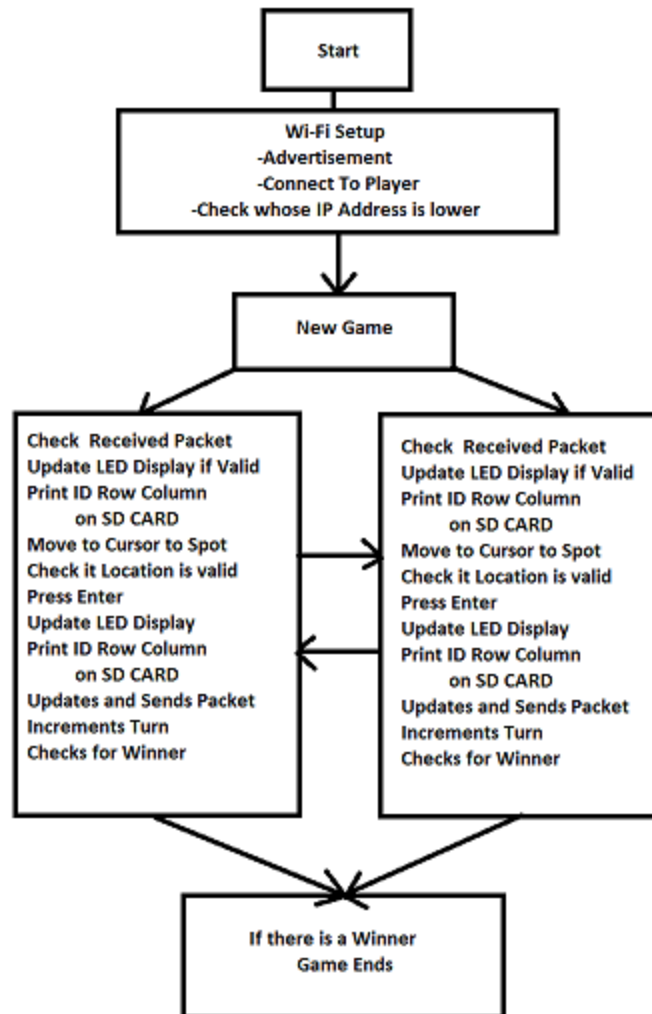 Start
Wi-Fi Setup
-Advertisement
-Connect To Player
-Check whose IP Address is lower
New Game
Check Received Packet
Update LED Display if Valid
Print ID Row Column
on SD CARD
Move to Cursor to Spot
Check it Location is valid
Press Enter
Update LED Display
Print ID Row Column
on SD CARD
Updates and Sends Packet
Increments Turn
Checks for Winner
Check Received Packet
Update LED Display if Valid
Print ID Row Column
on SD CARD
Move to Cursor to Spot
Check it Location is valid
Press Enter
Update LED Display
Print ID Row Column
on SD CARD
Updates and Sends Packet
Increments Turn
Checks for Winner
If there is a Winner
Game Ends